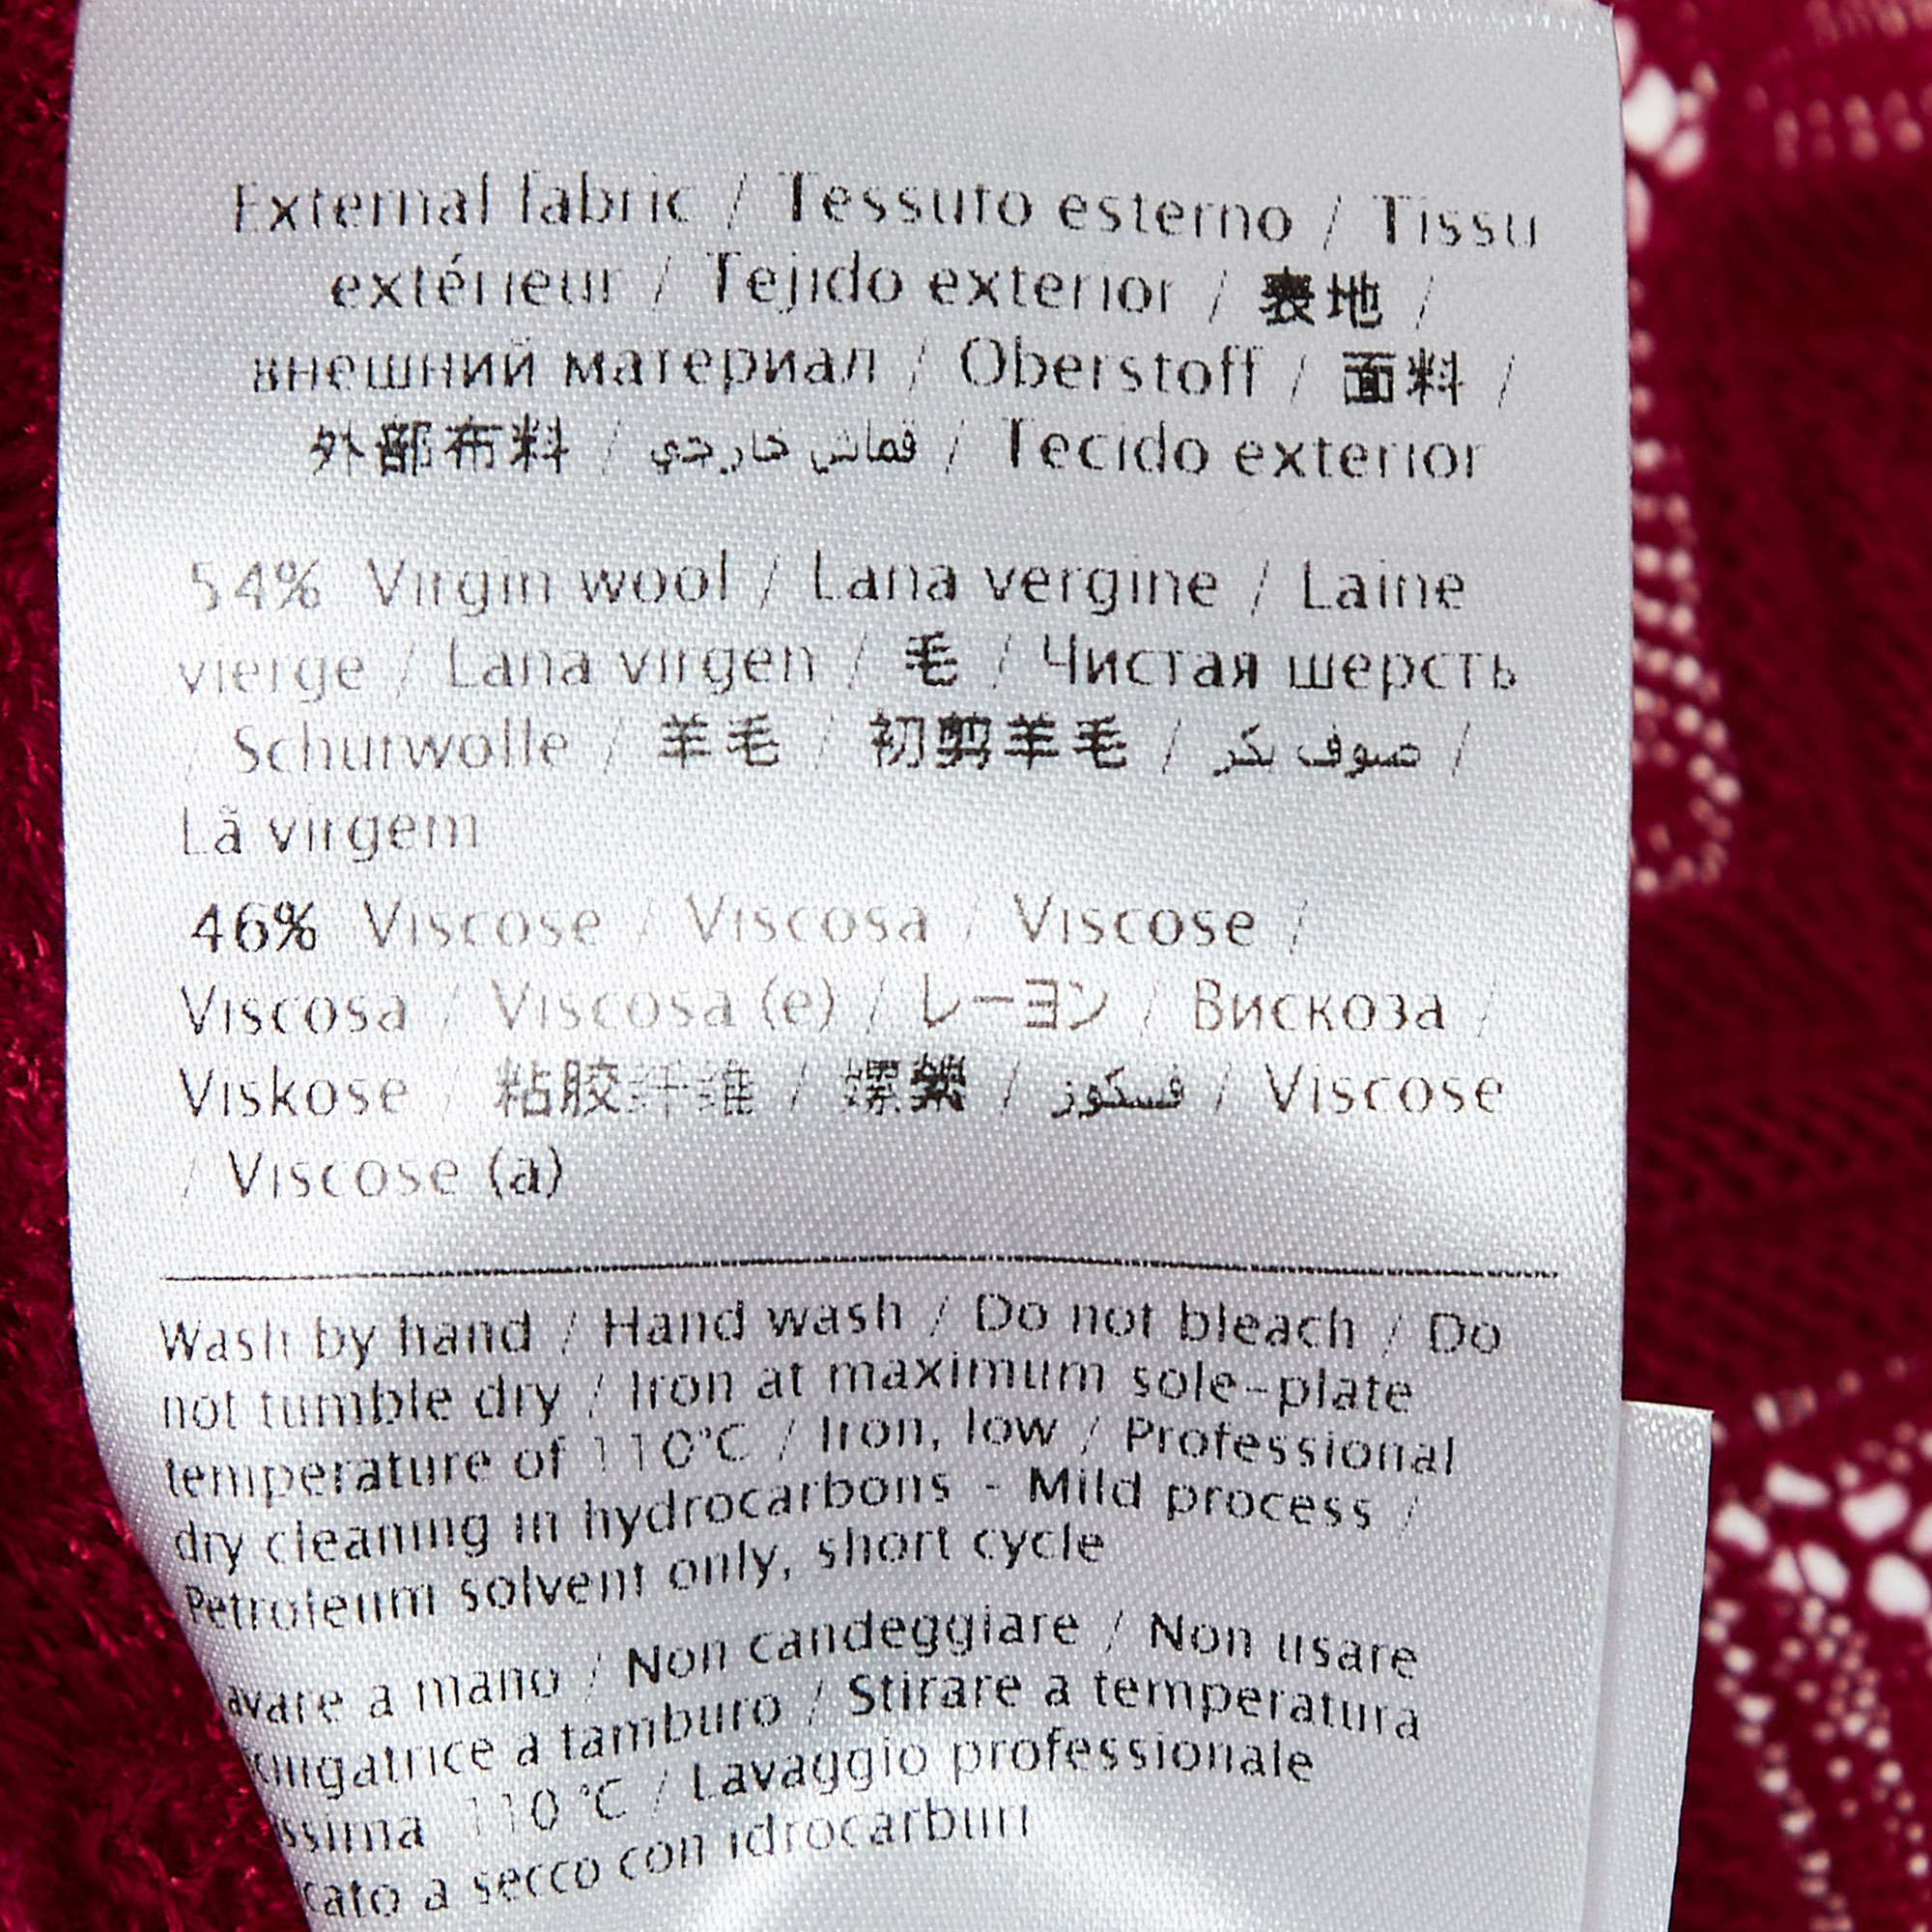 External fabric / Tessuto esterno / Tissu
extérieur / Tejido exterior / 表地 /
внешний материал / Oberstoff / 面料 /
外部布料 / قماش خارجي / Tecido exterior
54% Virgin wool / Lana vergine / Laine
vierge / Lana virgen / 毛 / Чистая шерсть
/ Schurwolle / 羊毛 / 初剪羊毛 / صوف بكر /
Lã virgem
46% Viscose / Viscosa / Viscose /
Viscosa / Viscosa (e) / レーヨン / Вискоза /
Viskose / 粘胶纤维 / 嫘縈 / فسكوز / Viscose
/ Viscose (a)
Wash by hand / Hand wash / Do not bleach / Do
not tumble dry / Iron at maximum sole-plate
temperature of 110°C / Iron, low / Professional
dry cleaning in hydrocarbons - Mild process /
Petroleum solvent only, short cycle
avare a mano / Non candeggiare / Non usare
iugatrice a tamburo / Stirare a temperatura
ssima 110 °C / Lavaggio professionale
cato a secco con idrocarburi